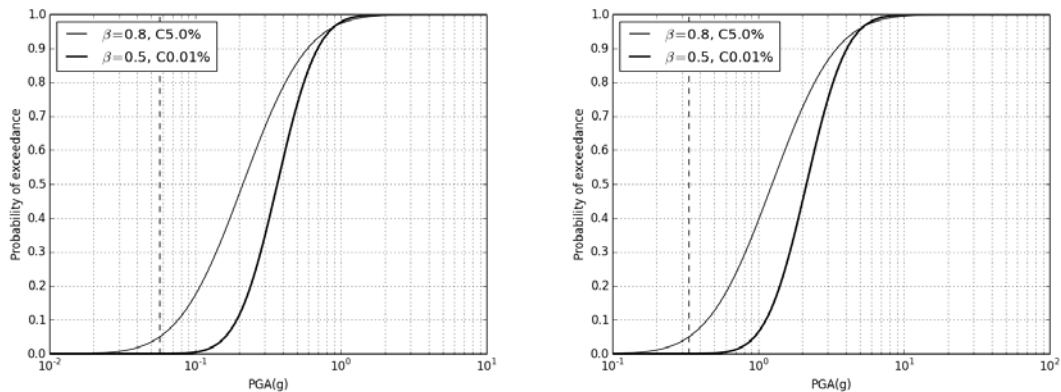 1.0
0.9
0.8
0.7
0.6
0.5
0.4
0.3
0.2
0.1
0.0
Probability of exceedance
β=0.8, C5.0%
β=0.5, C0.01%
10⁻² 10⁻¹ 10⁰ 10¹
PGA(g)
1.0
0.9
0.8
0.7
0.6
0.5
0.4
0.3
0.2
0.1
0.0
Probability of exceedance
β=0.8, C5.0%
β=0.5, C0.01%
10⁻¹ 10⁰ 10¹ 10²
PGA(g)